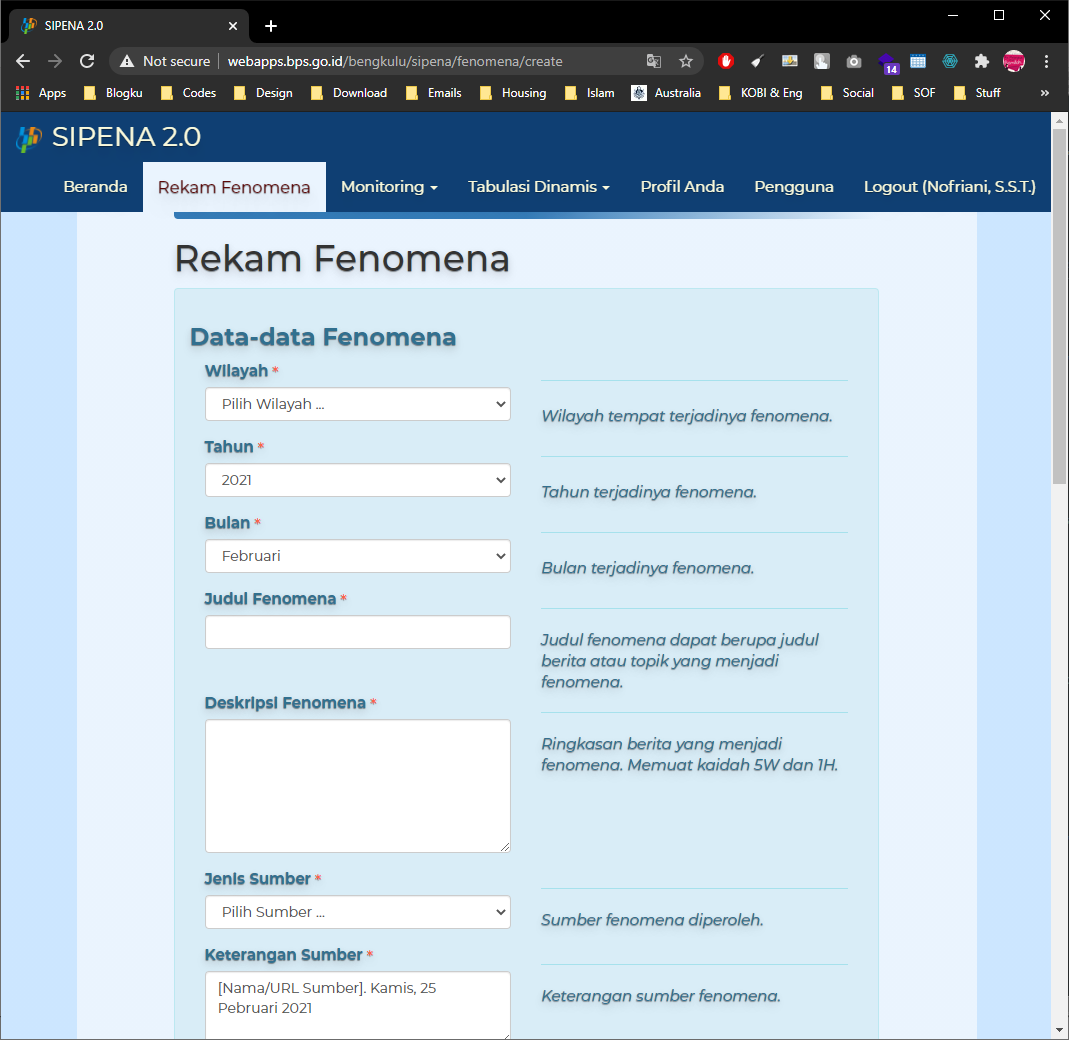 SIPENA 2.0
Not secure
webapps.bps.go.id/bengkulu/sipena/fenomena/create
14
Apps
Blogku
Codes
Design
Download
Emails
Housing
Islam
Australia
KOBI & Eng
Social
SOF
Stuff
»
SIPENA 2.0
Beranda
Rekam Fenomena
Monitoring
Tabulasi Dinamis
Profil Anda
Pengguna
Logout (Nofriani, S.S.T.)
Rekam Fenomena
Data-data Fenomena
Wilayah *
Pilih Wilayah ...
Wilayah tempat terjadinya fenomena.
Tahun *
2021
Tahun terjadinya fenomena.
Bulan *
Februari
Bulan terjadinya fenomena.
Judul Fenomena *
Judul fenomena dapat berupa judul
berita atau topik yang menjadi
fenomena.
Deskripsi Fenomena *
Ringkasan berita yang menjadi
fenomena. Memuat kaidah 5W dan 1H.
Jenis Sumber *
Pilih Sumber ...
Sumber fenomena diperoleh.
Keterangan Sumber *
[Nama/URL Sumber]. Kamis, 25
Pebruari 2021
Keterangan sumber fenomena.